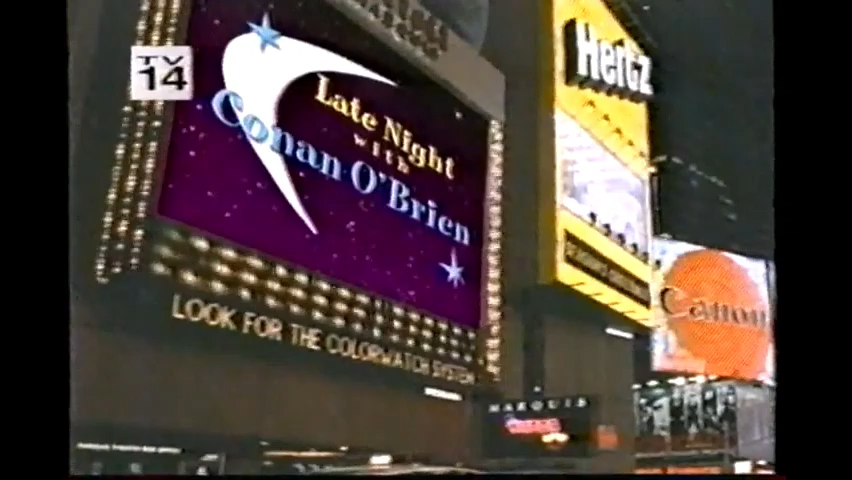 TV
14
Late Night
with
Conan O'Brien
LOOK FOR THE COLORWATCH SYSTEM
Hertz
Canon
MARQUIS